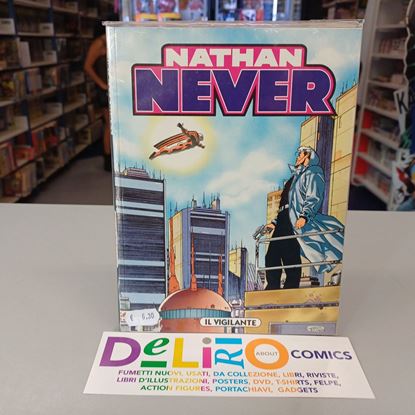 NATHAN
NEVER
IL VIGILANTE
€ 6,30
DeLiRiO ABOUT COMICS
FUMETTI NUOVI, USATI, DA COLLEZIONE, LIBRI, RIVISTE,
LIBRI D'ILLUSTRAZIONI, POSTERS, DVD, T-SHIRTS, FELPE,
ACTION FIGURES, PORTACHIAVI, GADGETS